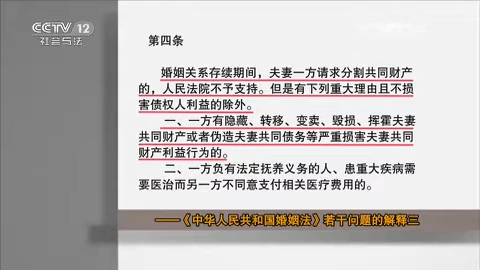 CCTV 12
社会与法
第四条
婚姻关系存续期间，夫妻一方请求分割共同财产
的，人民法院不予支持。但是有下列重大理由且不损
害债权人利益的除外。
一、一方有隐藏、转移、变卖、毁损、挥霍夫妻
共同财产或者伪造夫妻共同债务等严重损害夫妻共同
财产利益行为的。
二、一方负有法定扶养义务的人、患重大疾病需
要医治而另一方不同意支付相关医疗费用的。
——《中华人民共和国婚姻法》若干问题的解释三